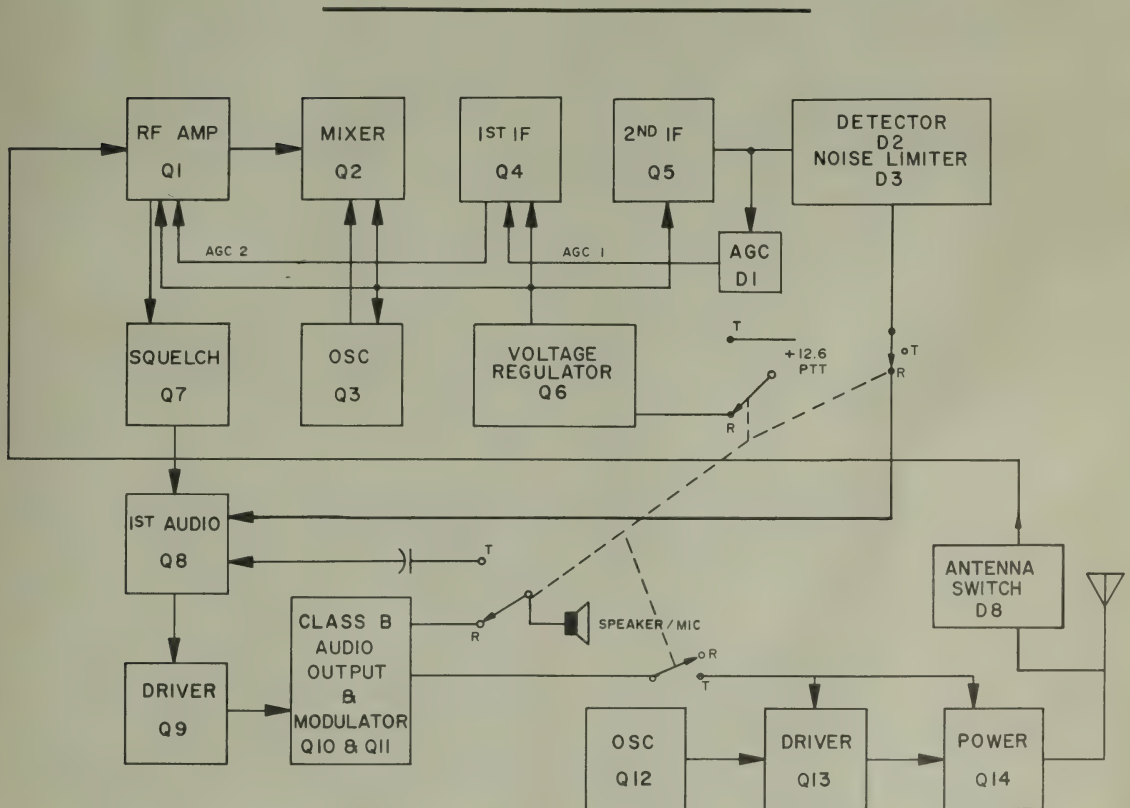 RF AMP
Q1
MIXER
Q2
1ST IF
Q4
2ND IF
Q5
DETECTOR
D2
NOISE LIMITER
D3
AGC 2
AGC 1
AGC
D1
SQUELCH
Q7
OSC
Q3
VOLTAGE
REGULATOR
Q6
T
+12.6
PTT
R
T
R
1ST AUDIO
Q8
T
ANTENNA
SWITCH
D8
CLASS B
AUDIO
OUTPUT
&
MODULATOR
Q10 & Q11
R
SPEAKER/MIC
R
T
DRIVER
Q9
OSC
Q12
DRIVER
Q13
POWER
Q14